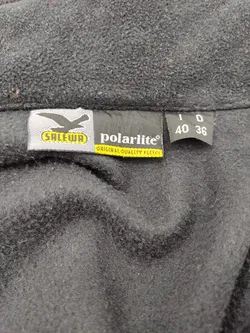 SALEWA
polarlite®
ORIGINAL QUALITY FLEECE
I D
40 36